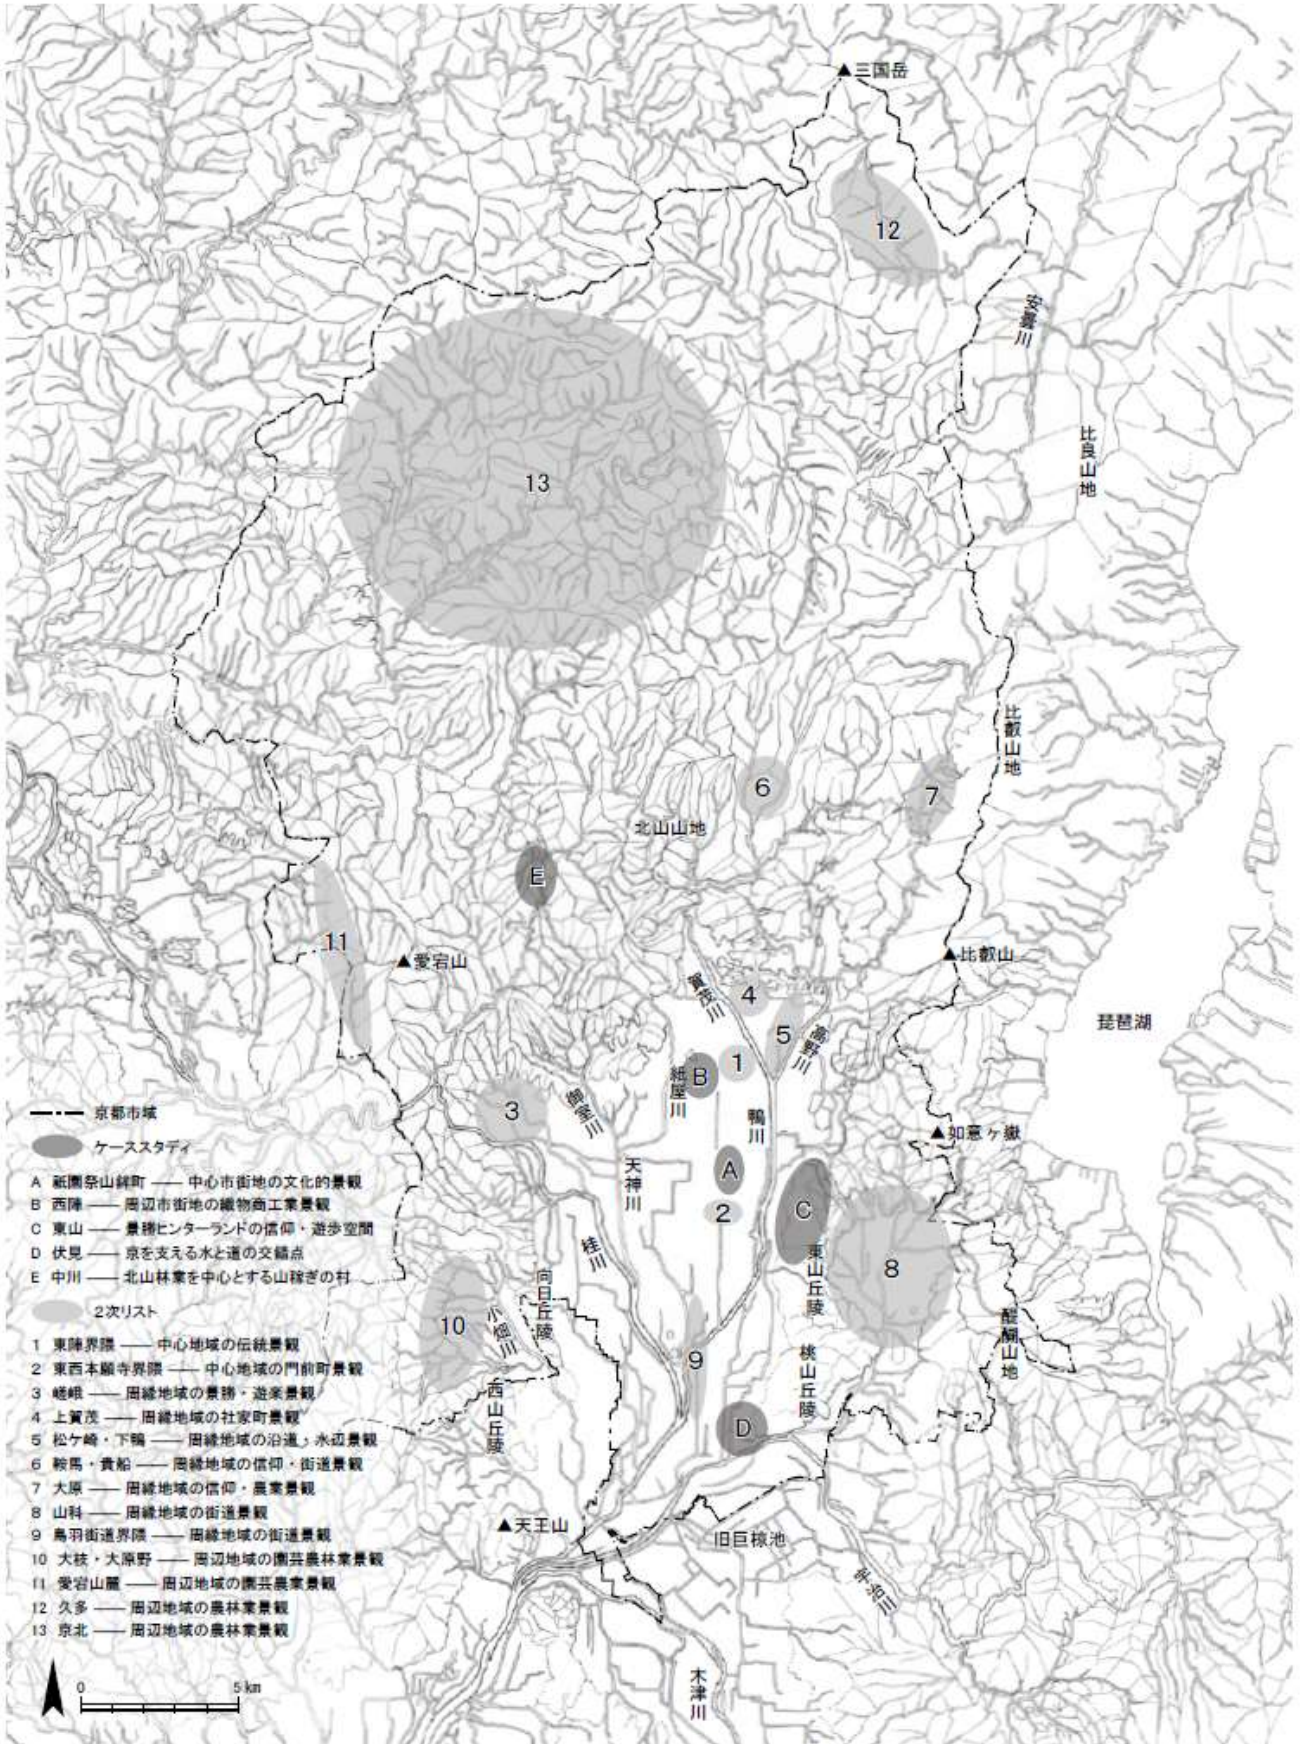 ▲三国岳
12
安曇川
比良山地
13
比叡山地
6
7
北山山地
E
11
▲愛宕山
▲比叡山
賀茂川
4
琵琶湖
5
高野川
1
B
紙屋川
3
御室川
鴨川
▲如意ヶ嶽
天神川
A
C
2
桂川
東山丘陵
8
向日丘陵
小畑川
10
醍醐山地
9
桃山丘陵
西山丘陵
D
▲天王山
旧巨椋池
宇治川
木津川
京都市域
ケーススタディ
A 祇園祭山鉾町 —— 中心市街地の文化的景観
B 西陣 —— 周辺市街地の織物商工業景観
C 東山 —— 景勝ヒンターランドの信仰・遊歩空間
D 伏見 —— 京を支える水と道の交錯点
E 中川 —— 北山林業を中心とする山稼ぎの村
2次リスト
1 東陣界隈 —— 中心地域の伝統景観
2 東西本願寺界隈 —— 中心地域の門前町景観
3 嵯峨 —— 周縁地域の景勝・遊楽景観
4 上賀茂 —— 周縁地域の社家町景観
5 松ケ崎・下鴨 —— 周縁地域の沿道・水辺景観
6 鞍馬・貴船 —— 周縁地域の信仰・街道景観
7 大原 —— 周縁地域の信仰・農業景観
8 山科 —— 周縁地域の街道景観
9 鳥羽街道界隈 —— 周縁地域の街道景観
10 大枝・大原野 —— 周辺地域の園芸農林業景観
11 愛宕山麓 —— 周辺地域の園芸農業景観
12 久多 —— 周辺地域の農林業景観
13 京北 —— 周辺地域の農林業景観
0 5km